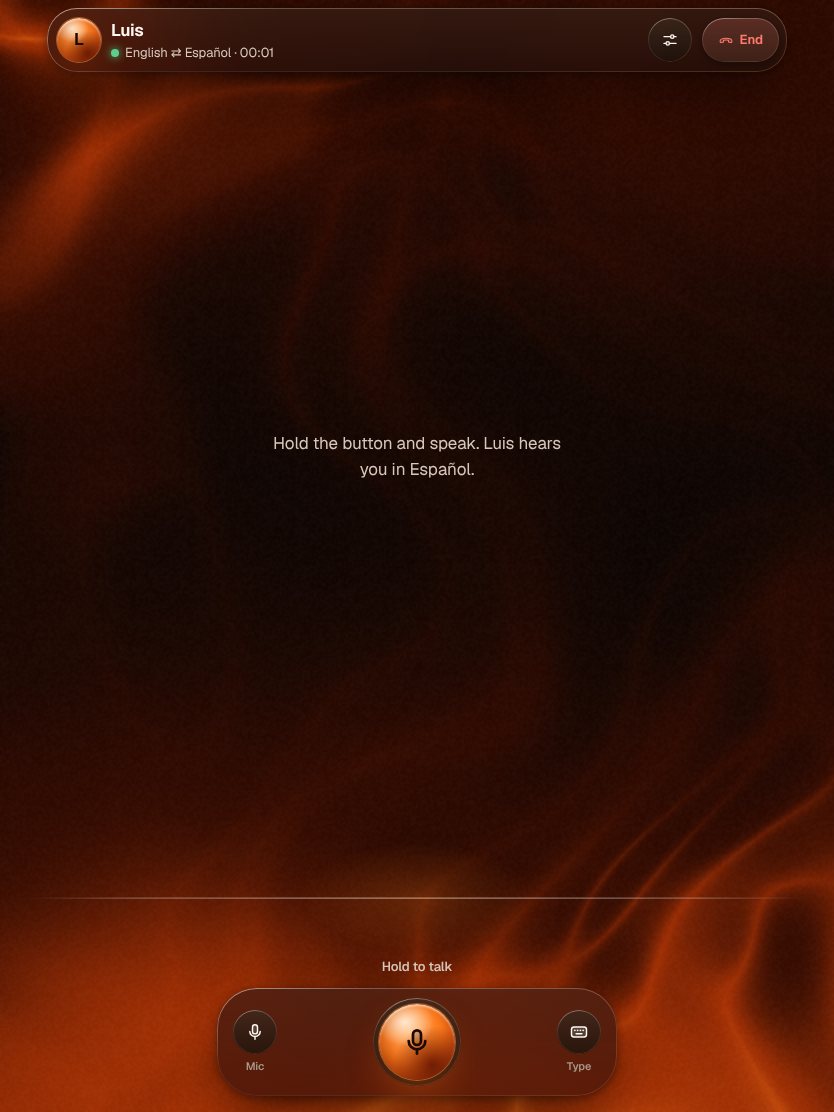 L
Luis
English ⇄ Español · 00:01
End
Hold the button and speak. Luis hears
you in Español.
Hold to talk
Mic
Type